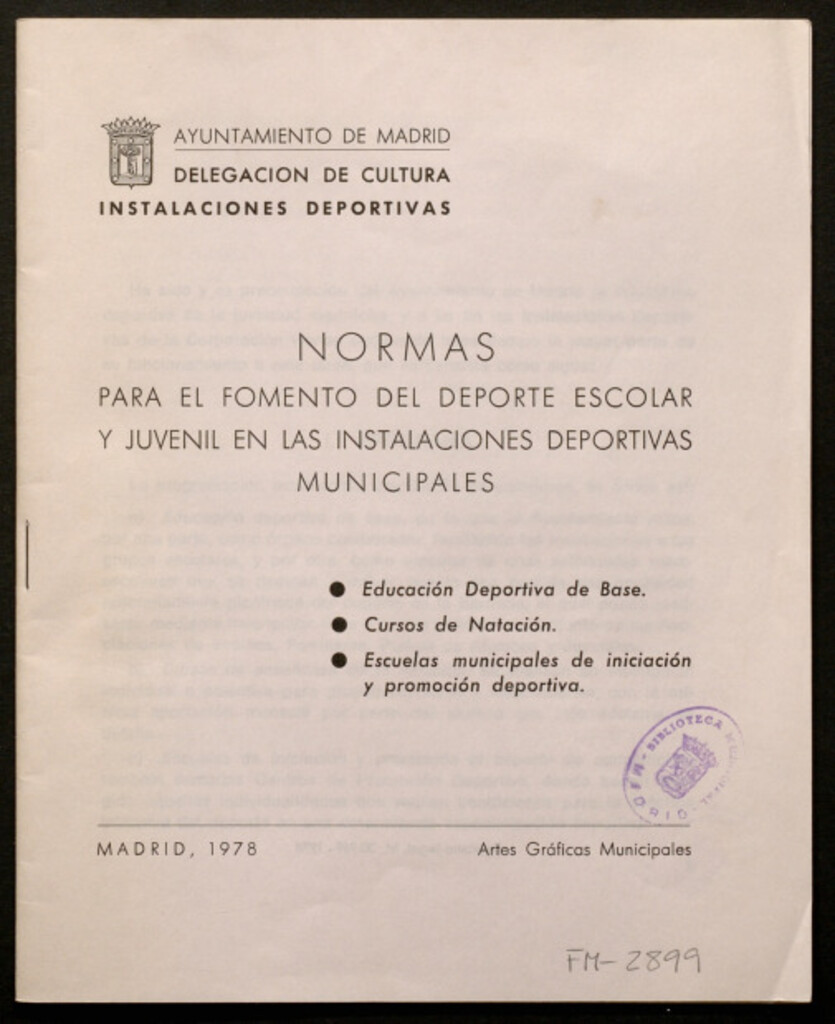 AYUNTAMIENTO DE MADRID
DELEGACION DE CULTURA
INSTALACIONES DEPORTIVAS
NORMAS
PARA EL FOMENTO DEL DEPORTE ESCOLAR
Y JUVENIL EN LAS INSTALACIONES DEPORTIVAS
MUNICIPALES
● Educación Deportiva de Base.
● Cursos de Natación.
● Escuelas municipales de iniciación
y promoción deportiva.
BIBLIOTECA
MADRID, 1978
Artes Gráficas Municipales
FM-2899